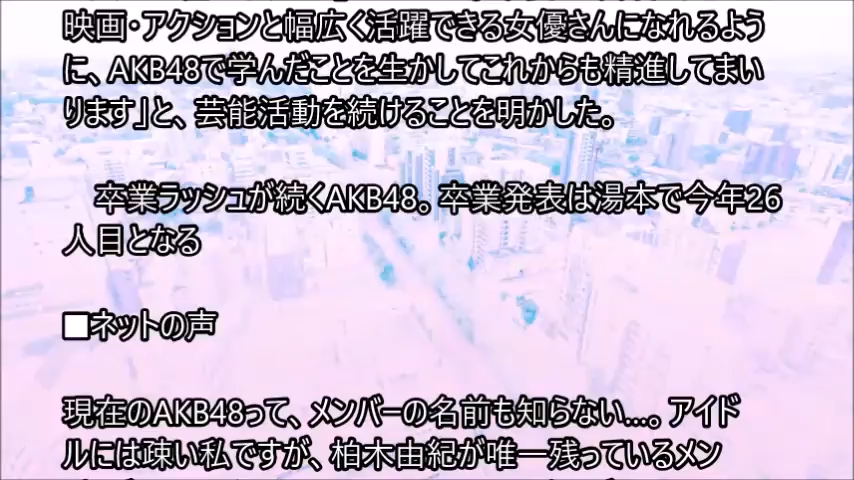 映画・アクションと幅広く活躍できる女優さんになれるよう
に、AKB48で学んだことを生かしてこれからも精進してまい
ります」と、芸能活動を続けることを明かした。
卒業ラッシュが続くAKB48。卒業発表は湯本で今年26
人目となる
■ネットの声
現在のAKB48って、メンバーの名前も知らない...。アイド
ルには疎い私ですが、柏木由紀が唯一残っているメン